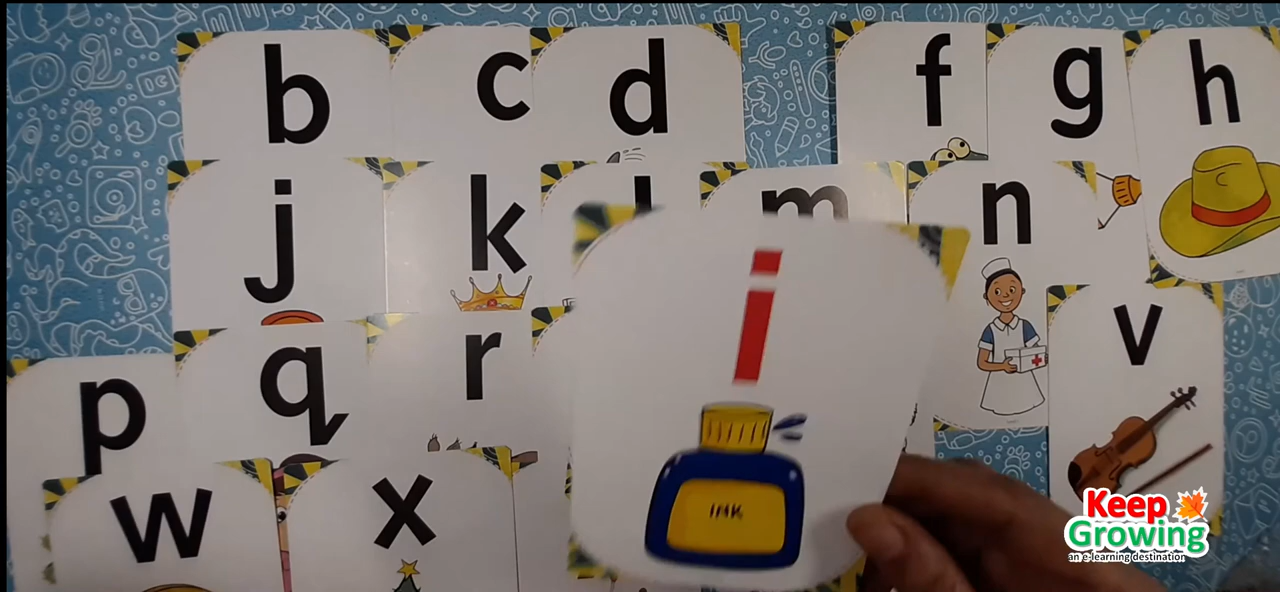 b c d f g h
j k l m n
i
p q r v
w x
INK
Keep
Growing
an e-learning destination